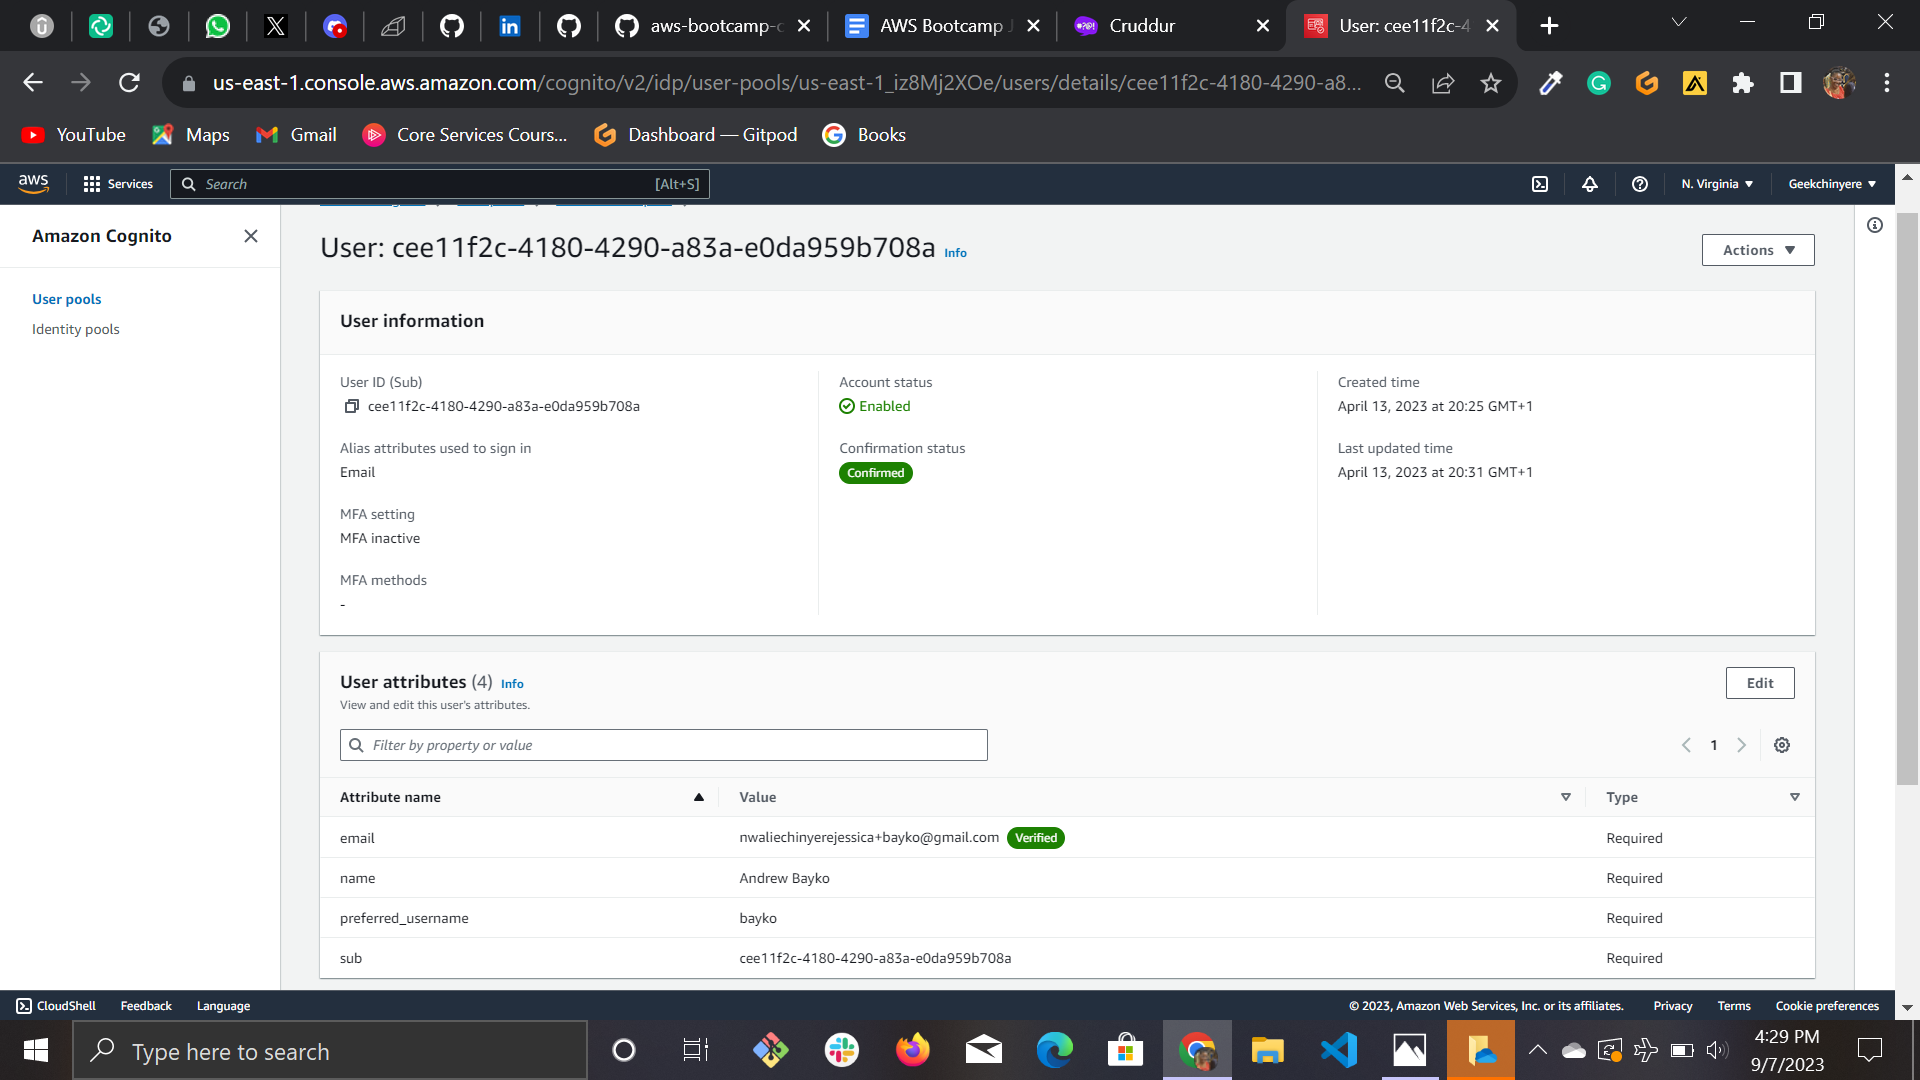 aws-bootcamp-c
AWS Bootcamp J
Cruddur
User: cee11f2c-4
us-east-1.console.aws.amazon.com/cognito/v2/idp/user-pools/us-east-1_iz8Mj2XOe/users/details/cee11f2c-4180-4290-a8...
YouTube
Maps
Gmail
Core Services Cours...
Dashboard — Gitpod
Books
aws
Services
Search
[Alt+S]
N. Virginia
Geekchinyere
Amazon Cognito
User pools
Identity pools
User: cee11f2c-4180-4290-a83a-e0da959b708a Info
Actions
User information
User ID (Sub)
cee11f2c-4180-4290-a83a-e0da959b708a
Alias attributes used to sign in
Email
MFA setting
MFA inactive
MFA methods
-
Account status
Enabled
Confirmation status
Confirmed
Created time
April 13, 2023 at 20:25 GMT+1
Last updated time
April 13, 2023 at 20:31 GMT+1
User attributes (4) Info
View and edit this user's attributes.
Edit
Filter by property or value
1
Attribute name Value Type
email nwaliechinyerejessica+bayko@gmail.com Verified Required
name Andrew Bayko Required
preferred_username bayko Required
sub cee11f2c-4180-4290-a83a-e0da959b708a Required
CloudShell Feedback Language
© 2023, Amazon Web Services, Inc. or its affiliates. Privacy Terms Cookie preferences
Type here to search
4:29 PM
9/7/2023